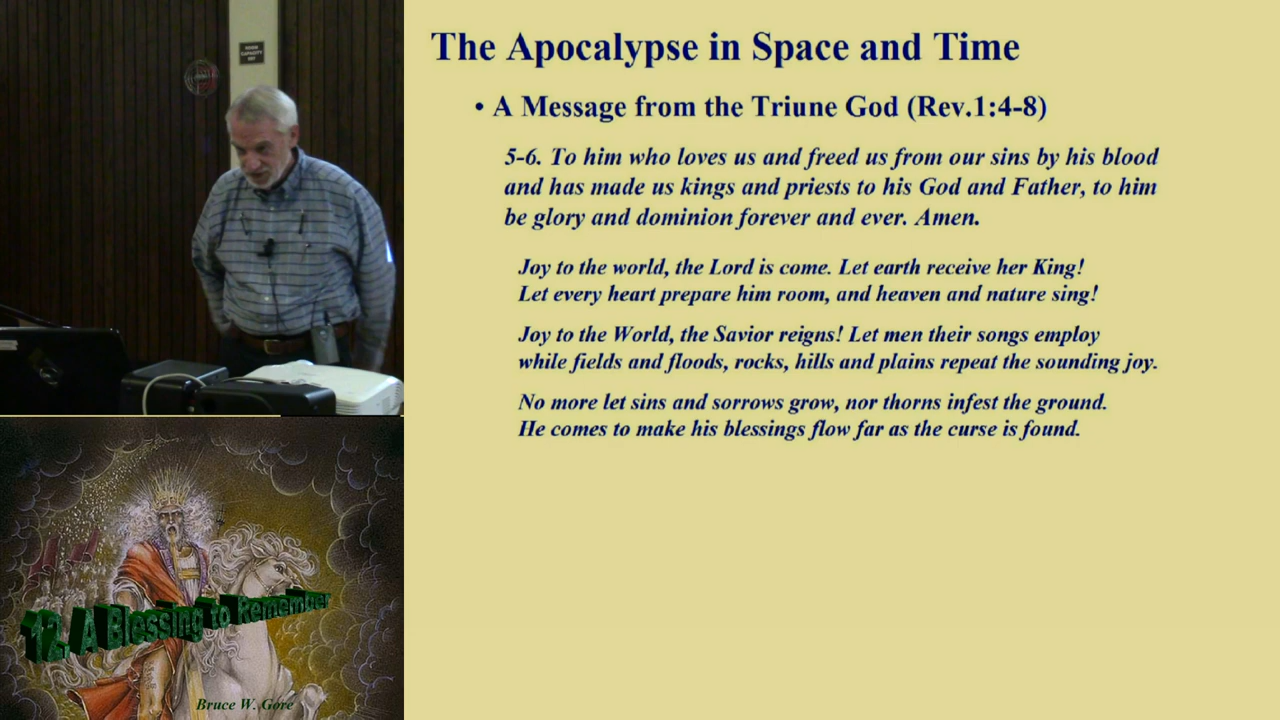 ROOM
CAPACITY
The Apocalypse in Space and Time
• A Message from the Triune God (Rev.1:4-8)
5-6. To him who loves us and freed us from our sins by his blood
and has made us kings and priests to his God and Father, to him
be glory and dominion forever and ever. Amen.
Joy to the world, the Lord is come. Let earth receive her King!
Let every heart prepare him room, and heaven and nature sing!
Joy to the World, the Savior reigns! Let men their songs employ
while fields and floods, rocks, hills and plains repeat the sounding joy.
No more let sins and sorrows grow, nor thorns infest the ground.
He comes to make his blessings flow far as the curse is found.
12. A Blessing to Remember
Bruce W. Gore